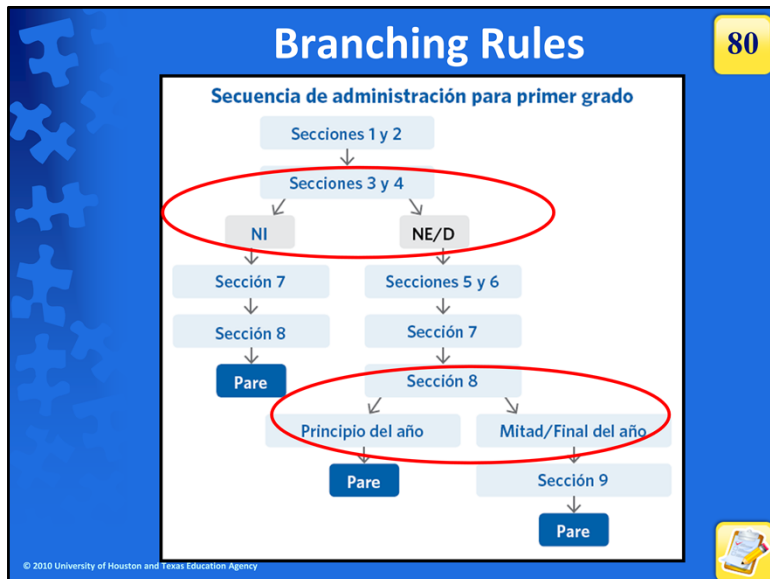 Branching Rules
80
Secuencia de administración para primer grado
Secciones 1 y 2
Secciones 3 y 4
NI
NE/D
Sección 7
Secciones 5 y 6
Sección 8
Sección 7
Pare
Sección 8
Principio del año
Mitad/Final del año
Pare
Sección 9
Pare
© 2010 University of Houston and Texas Education Agency